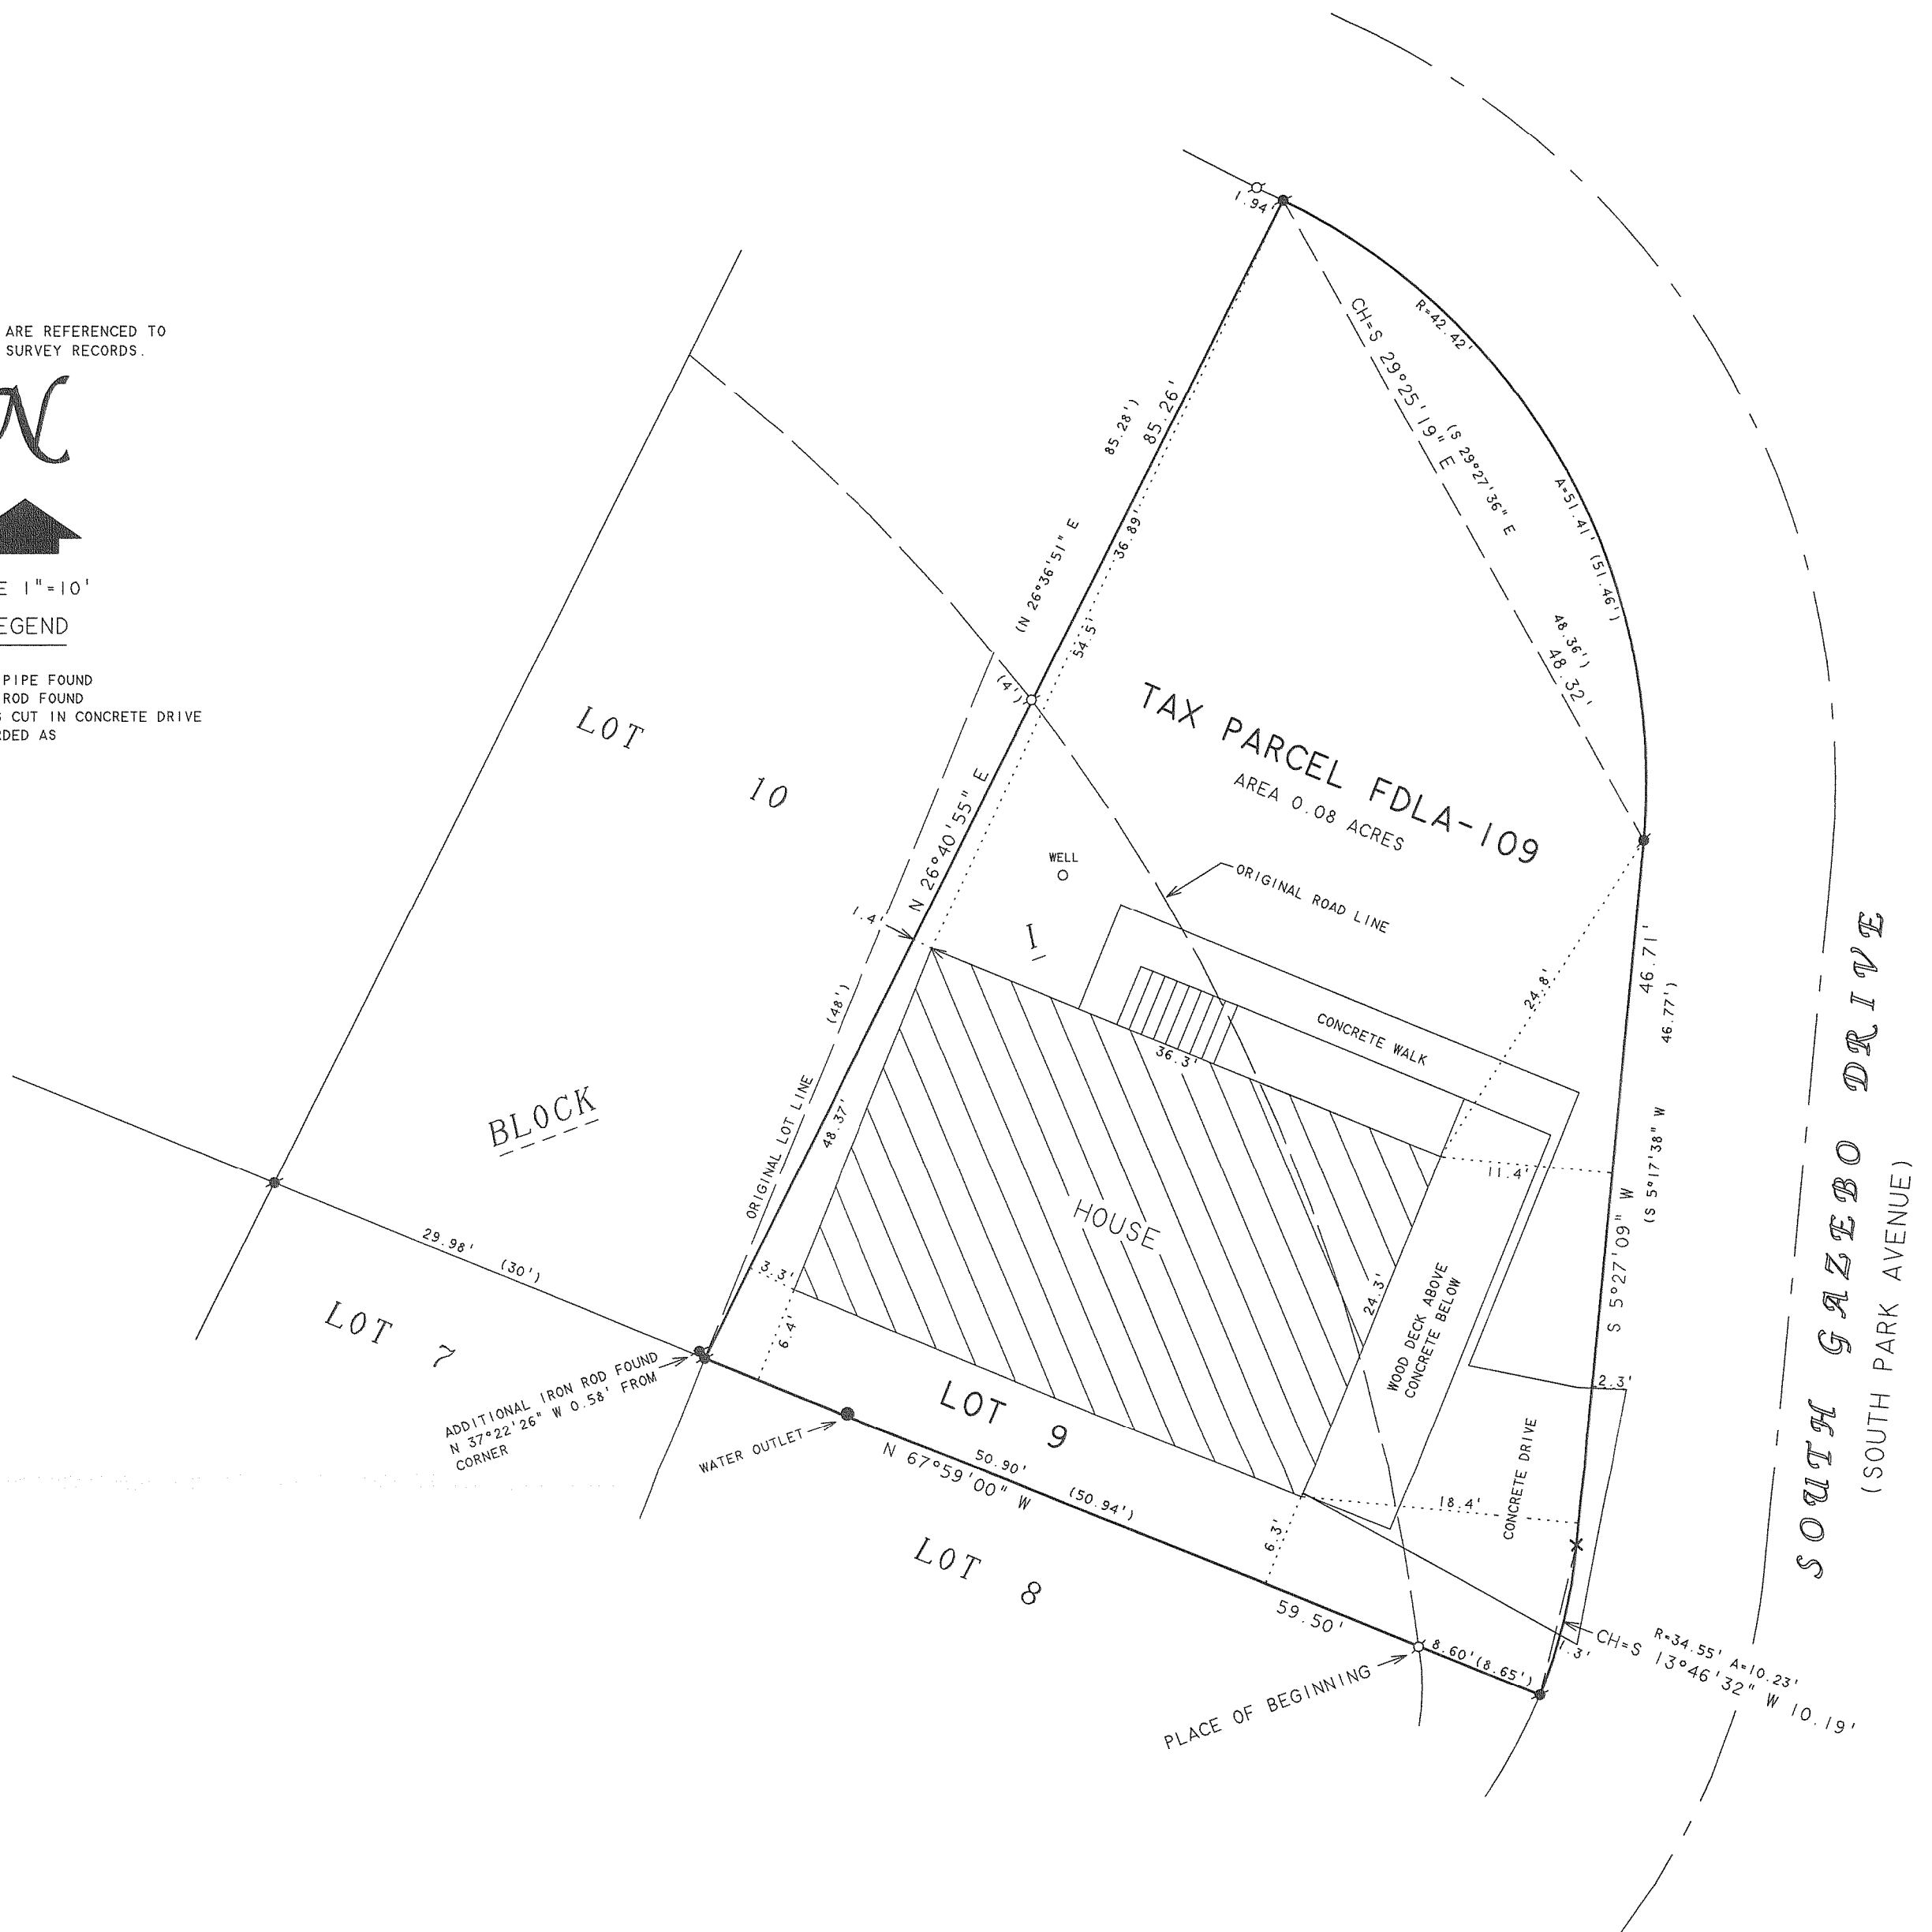 ARE REFERENCED TO
SURVEY RECORDS.
N
E 1"=10'
EGEND
PIPE FOUND
ROD FOUND
S CUT IN CONCRETE DRIVE
RDED AS
1.94'
R=42.42'
CH=S 29°25'19" E
(S 29°27'36" E
A=51.41' (51.46')
48.36')
48.32'
85.28')
85.26'
36.89'
(N 26°36'51" E
54.5'
(4')
N 26°40'55" E
1.4'
(48')
48.37'
ORIGINAL LOT LINE
LOT 10
BLOCK
I
TAX PARCEL FDLA-109
AREA 0.08 ACRES
WELL
ORIGINAL ROAD LINE
CONCRETE WALK
36.3'
24.8'
46.71'
46.77')
11.4'
S 5°27'09" W
(S 5°17'38" W
HOUSE
24.3'
WOOD DECK ABOVE
CONCRETE BELOW
2.3'
CONCRETE DRIVE
18.4'
3.3'
6.4'
29.98' (30')
LOT 7
ADDITIONAL IRON ROD FOUND
N 37°22'26" W 0.58' FROM
CORNER
WATER OUTLET
LOT 9
50.90' (50.94')
N 67°59'00" W
6.3'
59.50'
LOT 8
8.60'(8.65')
PLACE OF BEGINNING
R=34.55' A=10.23'
CH=S 13°46'32" W 10.19'
SOUTH GAZEBO DRIVE
(SOUTH PARK AVENUE)